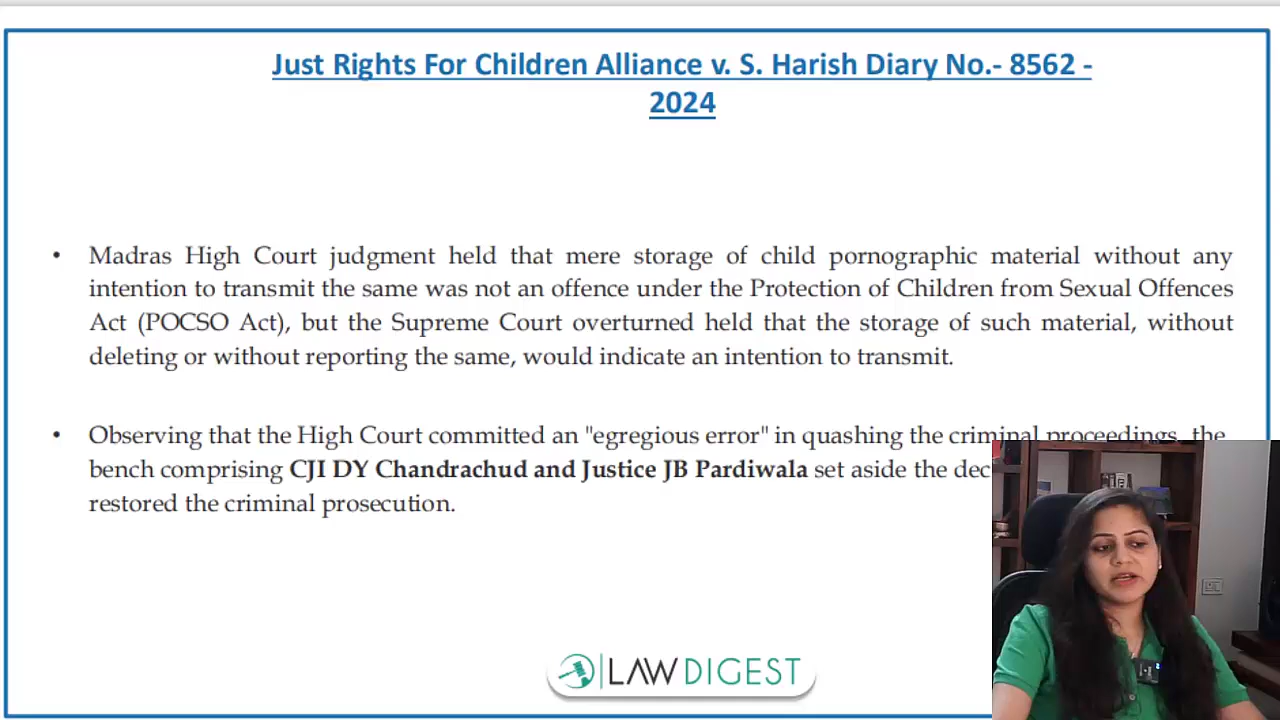 Just Rights For Children Alliance v. S. Harish Diary No.- 8562 -
2024
• Madras High Court judgment held that mere storage of child pornographic material without any
intention to transmit the same was not an offence under the Protection of Children from Sexual Offences
Act (POCSO Act), but the Supreme Court overturned held that the storage of such material, without
deleting or without reporting the same, would indicate an intention to transmit.
• Observing that the High Court committed an "egregious error" in quashing the criminal proceedings, the
bench comprising CJI DY Chandrachud and Justice JB Pardiwala set aside the
restored the criminal prosecution.
LAW DIGEST